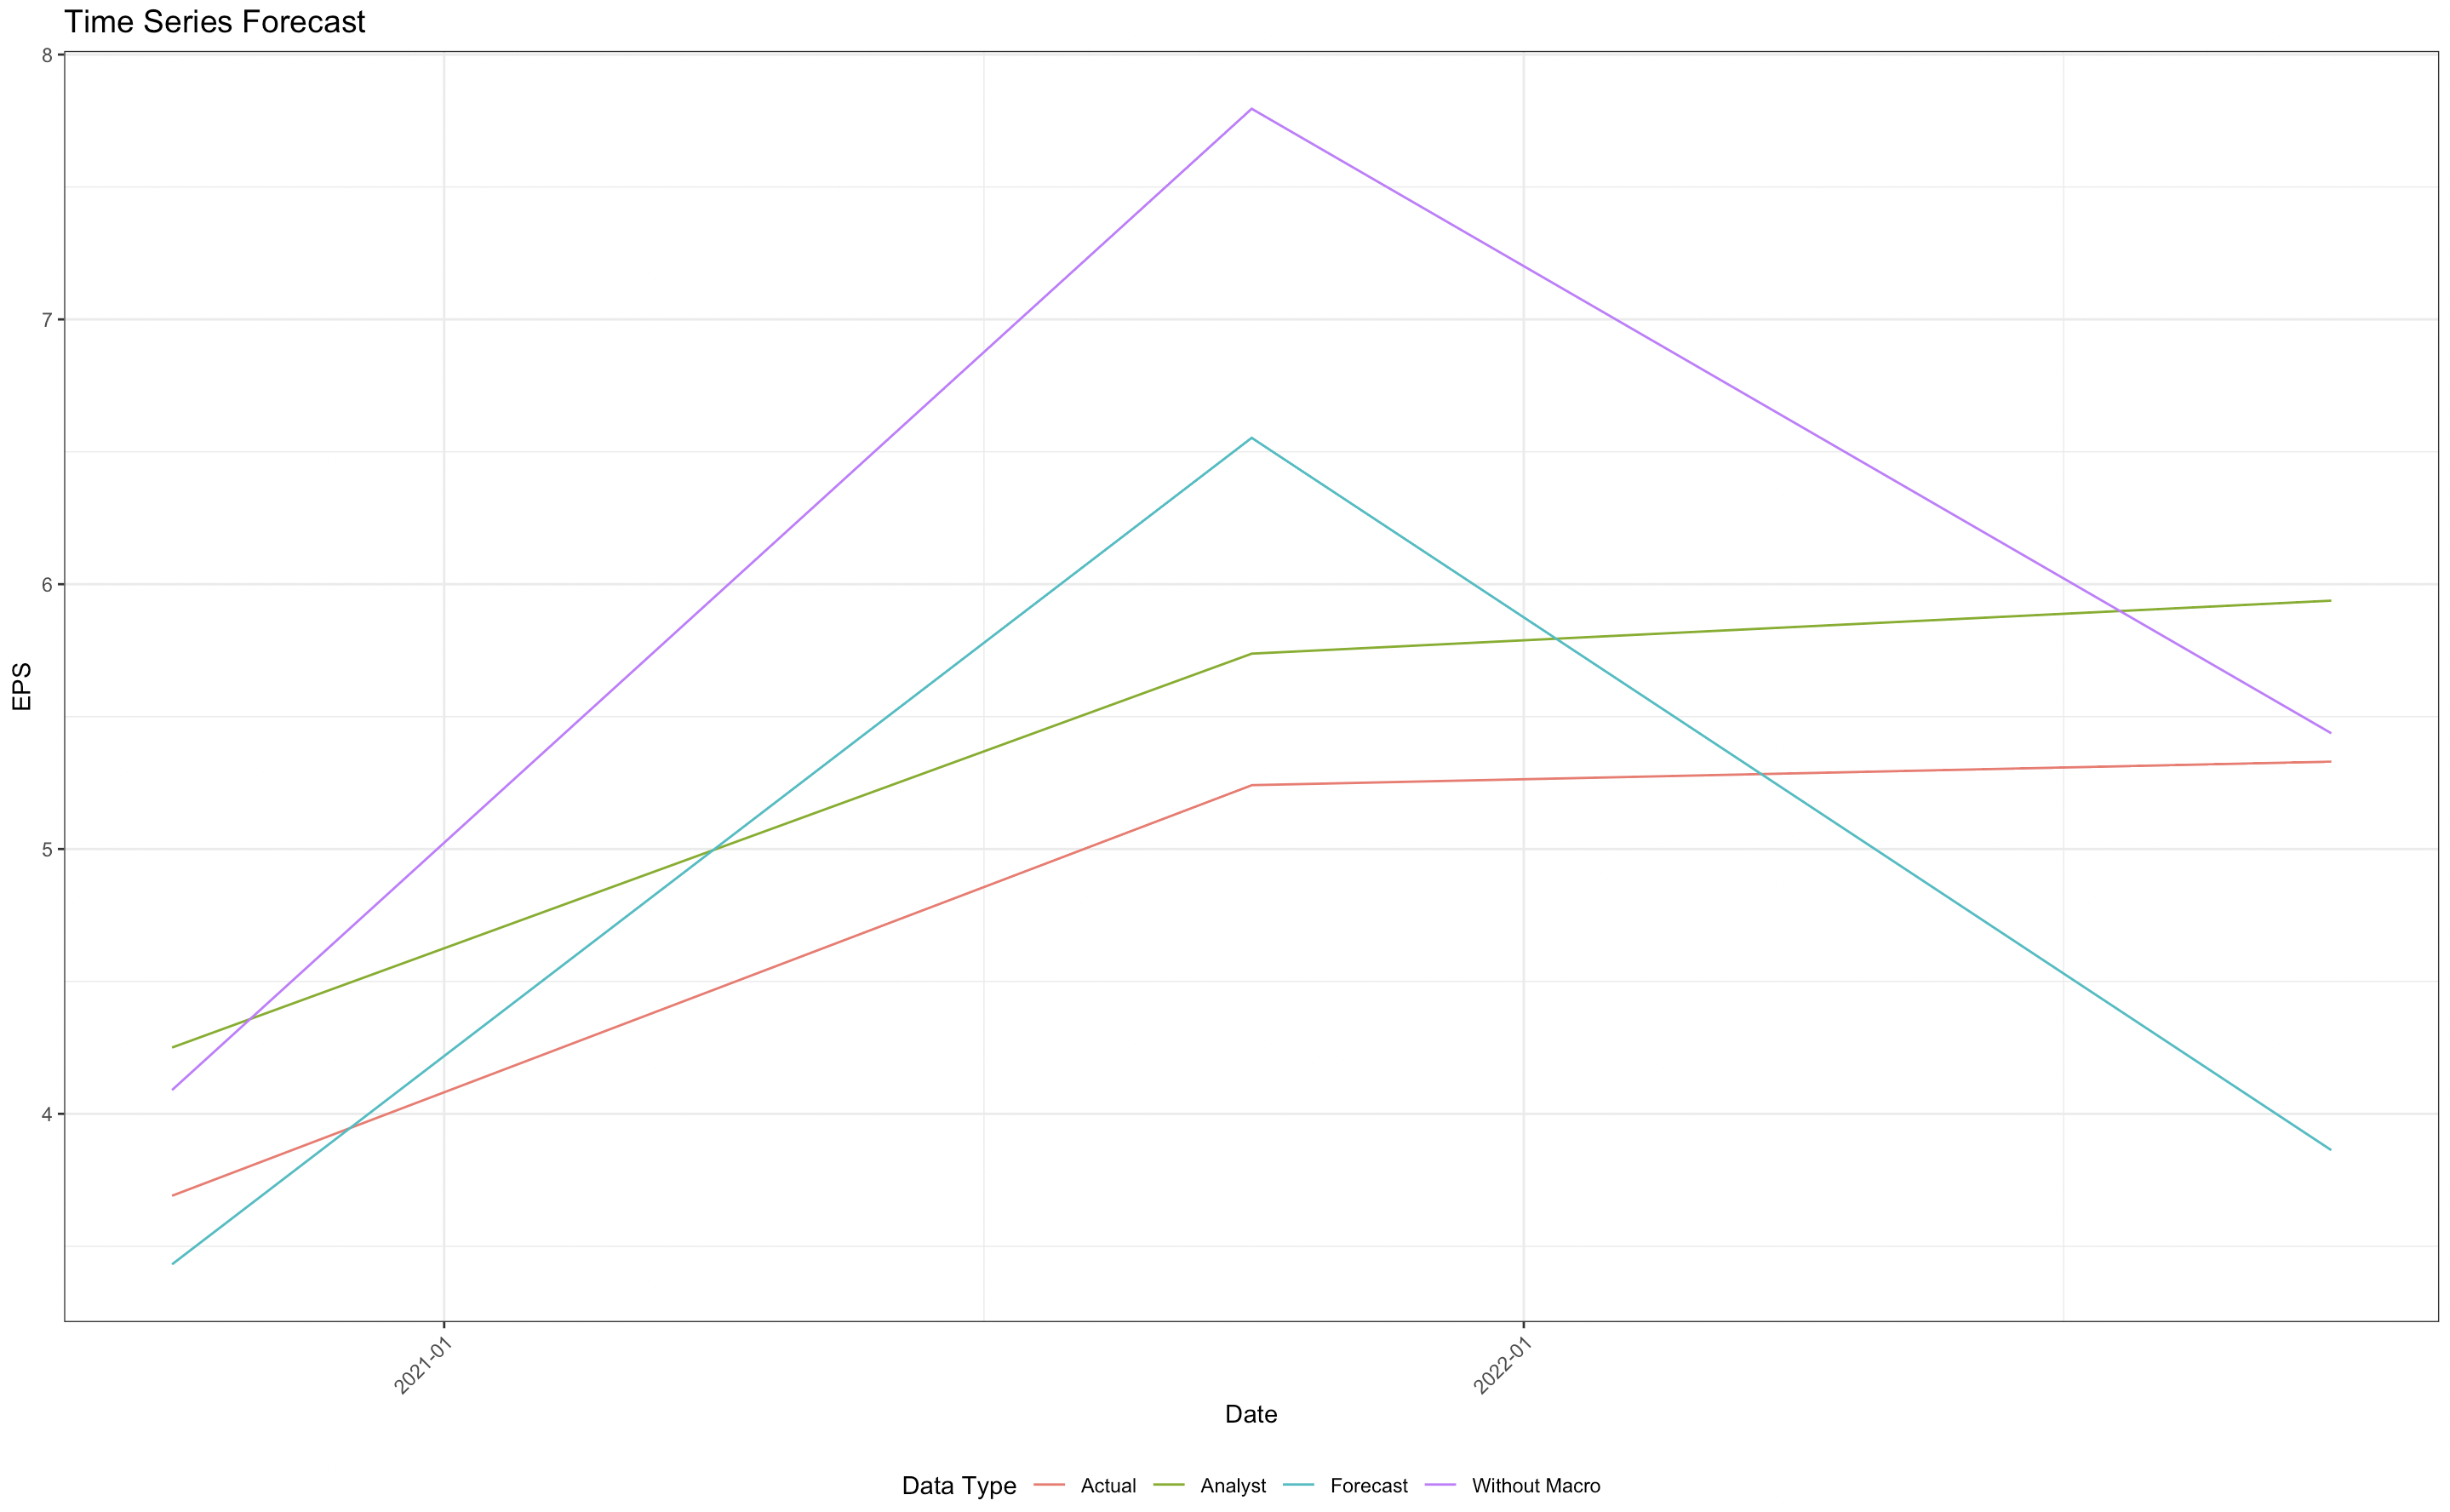 Time Series Forecast
8
7
6
5
4
EPS
2021-01
2022-01
Date
Data Type Actual Analyst Forecast Without Macro